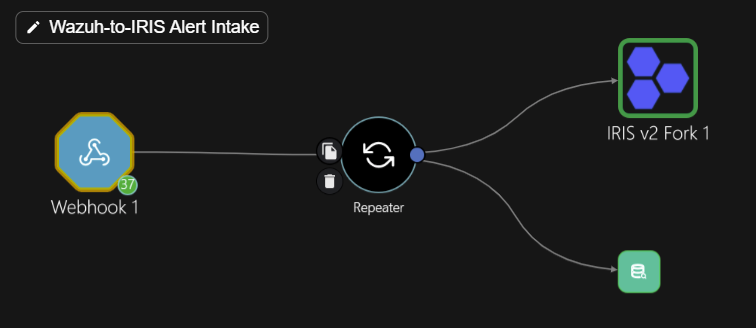 Wazuh-to-IRIS Alert Intake
IRIS v2 Fork 1
37
Webhook 1
Repeater